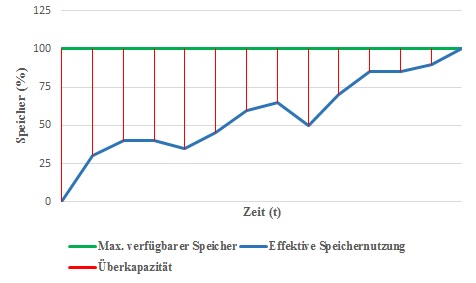 125
100
75
50
25
0
Speicher (%)
Zeit (t)
Max. verfügbarer Speicher
Effektive Speichernutzung
Überkapazität